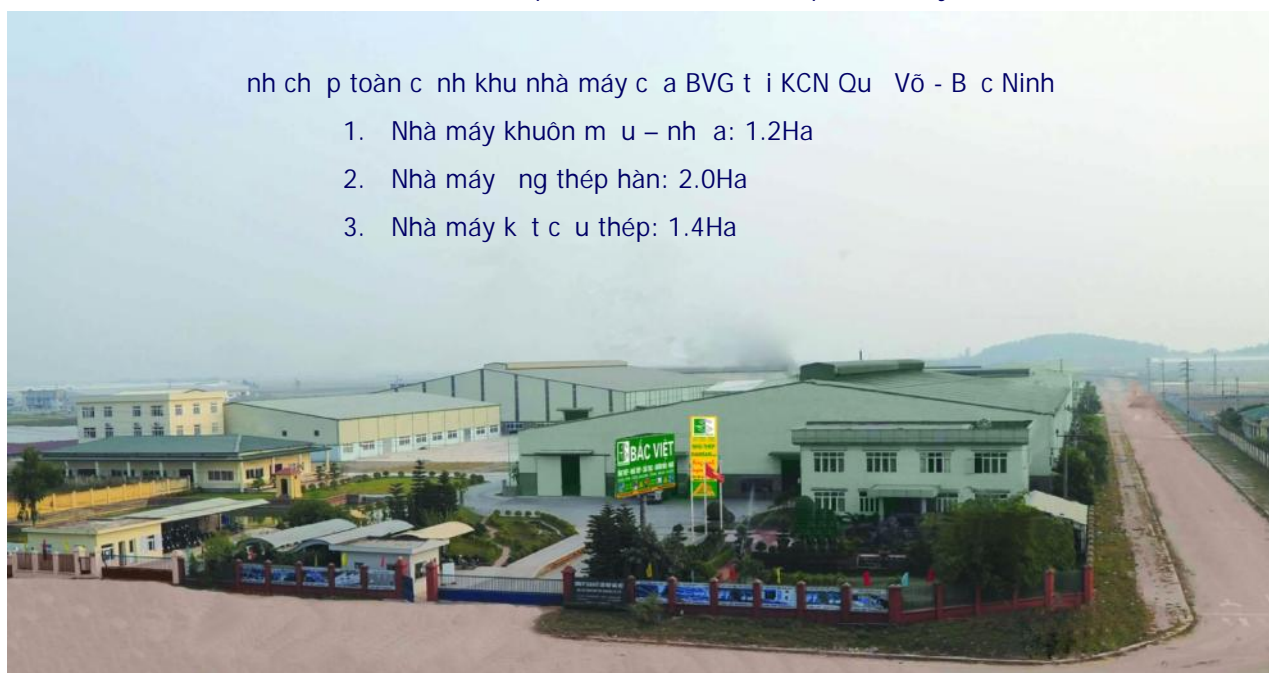 nh ch p toàn c nh khu nhà máy c a BVG t i KCN Qu Võ - B c Ninh
1. Nhà máy khuôn m u – nh a: 1.2Ha
2. Nhà máy ng thép hàn: 2.0Ha
3. Nhà máy k t c u thép: 1.4Ha
BẮC VIỆT